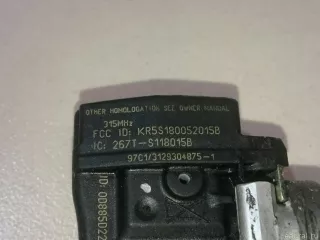 OTHER HOMOLOGATION SEE OWNER MANUAL
315MHz
FCC ID: KR5S180052015B
IC: 267T-S118015B
97C1/3129304875-1